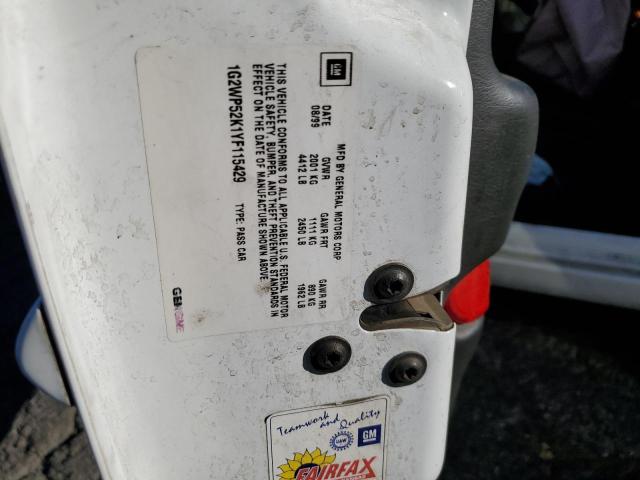 GM
MFD BY GENERAL MOTORS CORP
DATE GVWR GAWR FRT GAWR RR
08/99 2001 KG 1111 KG 890 KG
4412 LB 2450 LB 1962 LB
THIS VEHICLE CONFORMS TO ALL APPLICABLE U.S. FEDERAL MOTOR
VEHICLE SAFETY, BUMPER, AND THEFT PREVENTION STANDARDS IN
EFFECT ON THE DATE OF MANUFACTURE SHOWN ABOVE.
1G2WP52K1YF115429 TYPE: PASS CAR
Teamwork and Quality
UAW GM
FAIRFAX